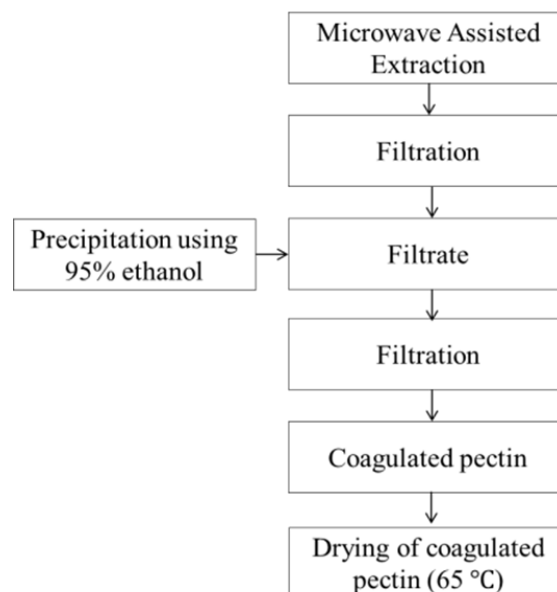 Microwave Assisted
Extraction
Filtration
Precipitation using
95% ethanol
Filtrate
Filtration
Coagulated pectin
Drying of coagulated
pectin (65 ℃)